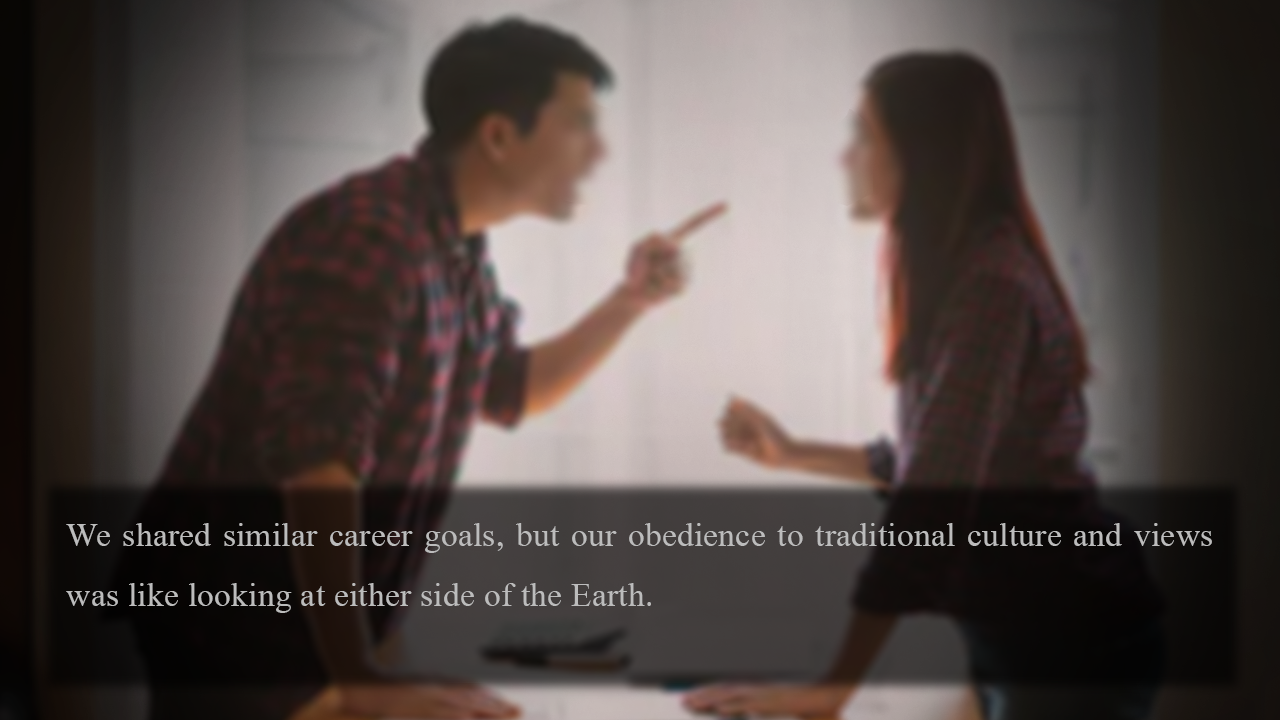 We shared similar career goals, but our obedience to traditional culture and views
was like looking at either side of the Earth.